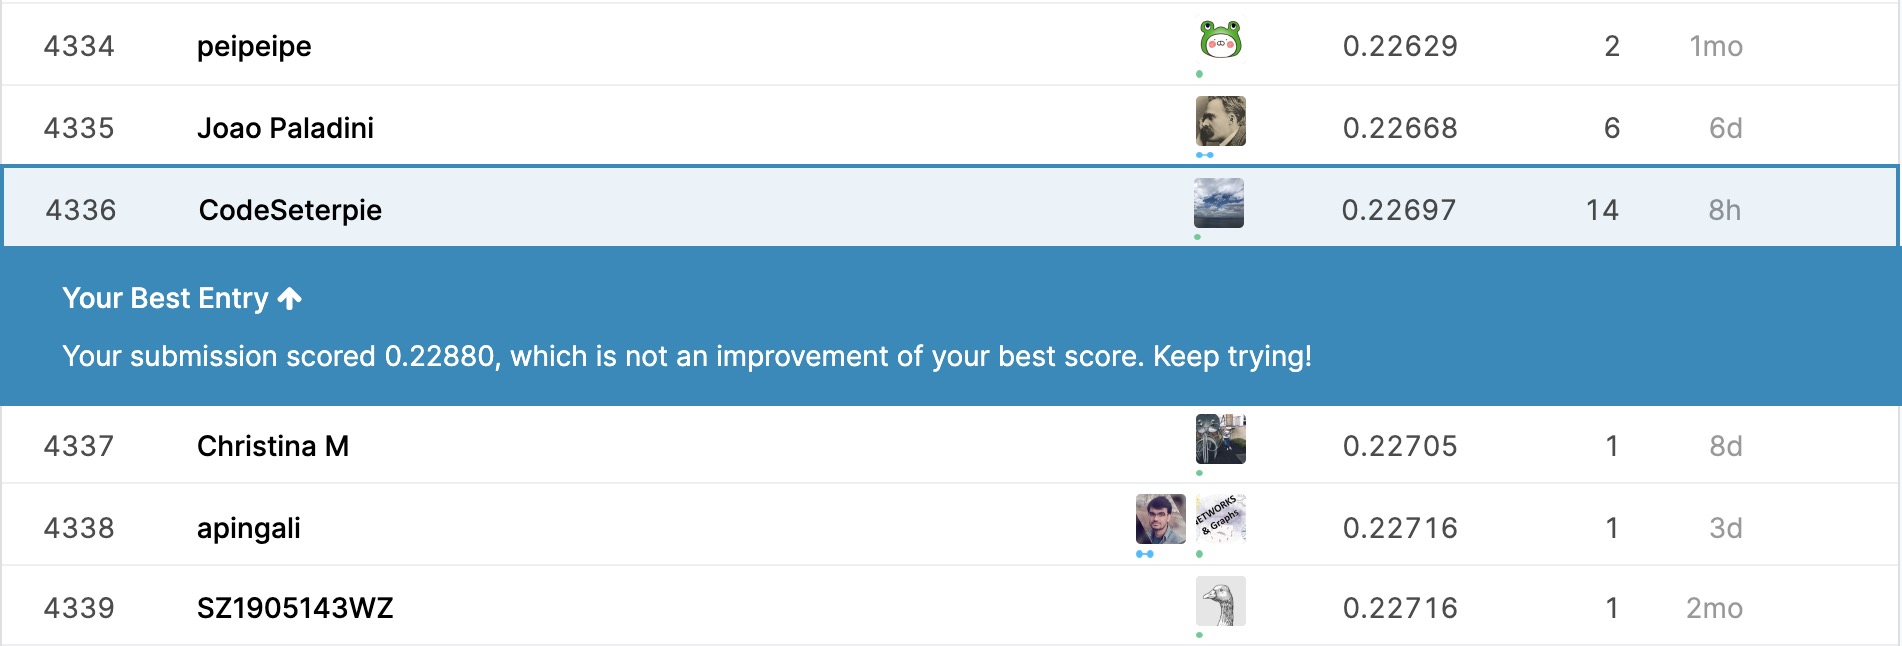 4334 peipeipe 0.22629 2 1mo
4335 Joao Paladini 0.22668 6 6d
4336 CodeSeterpie 0.22697 14 8h
Your Best Entry
Your submission scored 0.22880, which is not an improvement of your best score. Keep trying!
4337 Christina M 0.22705 1 8d
4338 apingali NETWORKS & Graphs 0.22716 1 3d
4339 SZ1905143WZ 0.22716 1 2mo